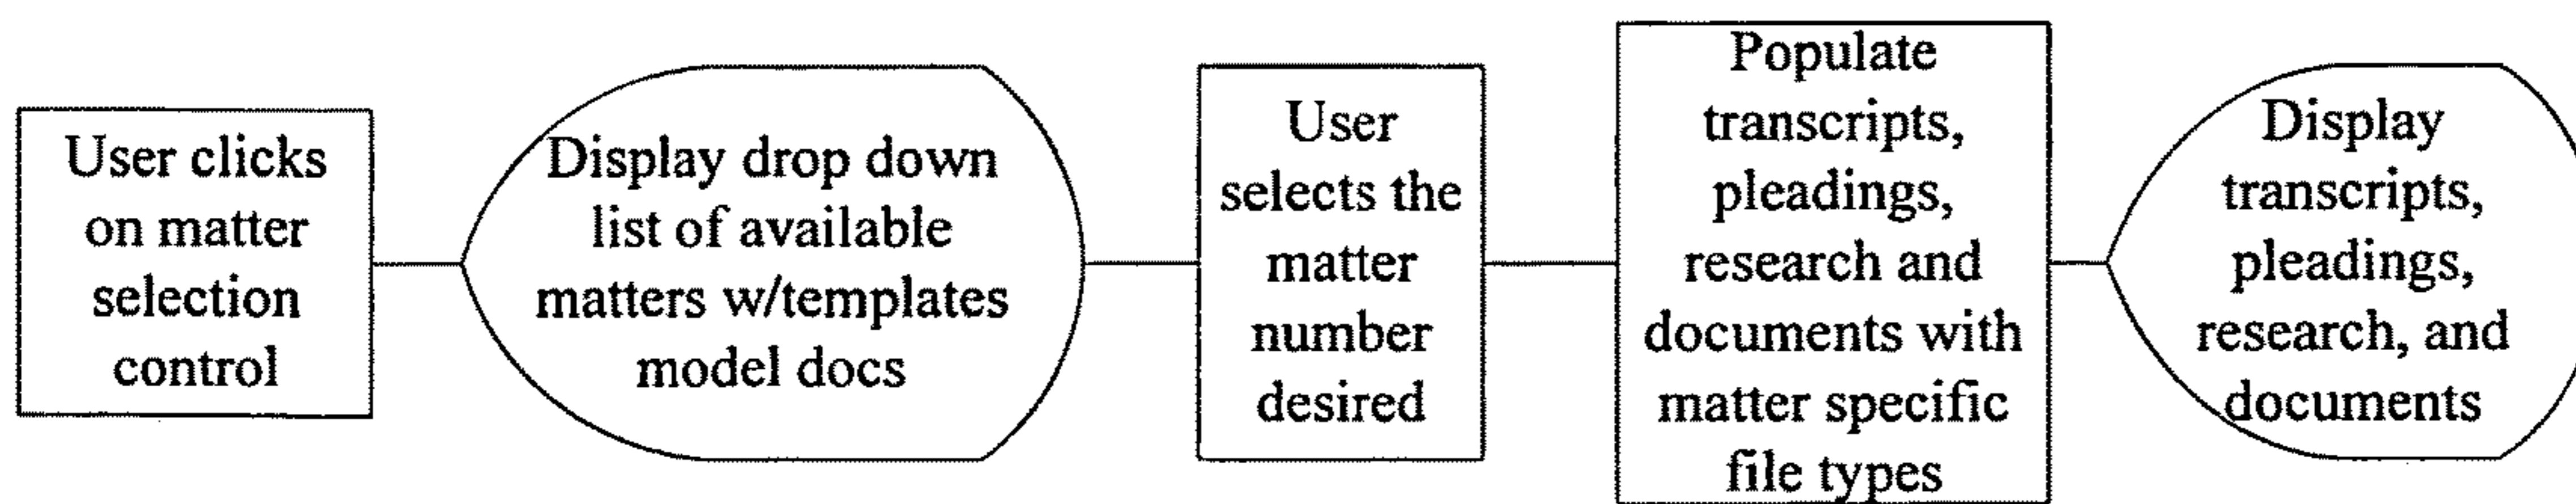 User clicks
on matter
selection
control
Display drop down
list of available
matters w/templates
model docs
User
selects the
matter
number
desired
Populate
transcripts,
pleadings,
research and
documents with
matter specific
file types
Display
transcripts,
pleadings,
research, and
documents